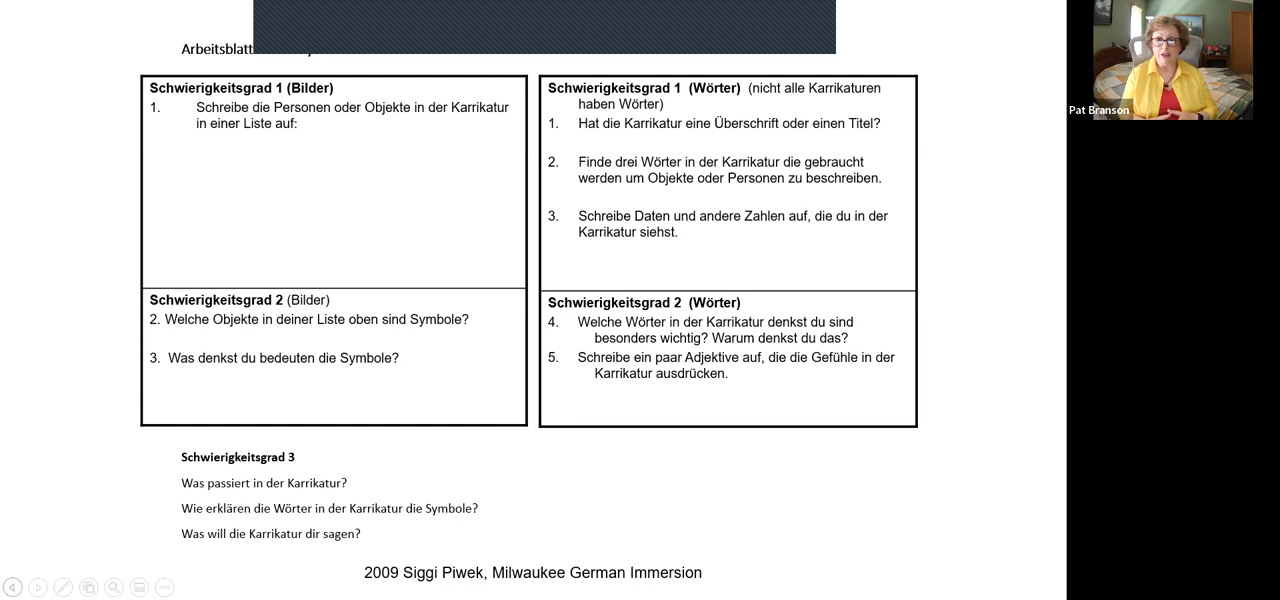 Arbeitsblatt
Schwierigkeitsgrad 1 (Bilder)
1. Schreibe die Personen oder Objekte in der Karrikatur
in einer Liste auf:
Schwierigkeitsgrad 2 (Bilder)
2. Welche Objekte in deiner Liste oben sind Symbole?
3. Was denkst du bedeuten die Symbole?
Schwierigkeitsgrad 1 (Wörter) (nicht alle Karrikaturen
haben Wörter)
1. Hat die Karrikatur eine Überschrift oder einen Titel?
2. Finde drei Wörter in der Karrikatur die gebraucht
werden um Objekte oder Personen zu beschreiben.
3. Schreibe Daten und andere Zahlen auf, die du in der
Karrikatur siehst.
Schwierigkeitsgrad 2 (Wörter)
4. Welche Wörter in der Karrikatur denkst du sind
besonders wichtig? Warum denkst du das?
5. Schreibe ein paar Adjektive auf, die die Gefühle in der
Karrikatur ausdrücken.
Schwierigkeitsgrad 3
Was passiert in der Karrikatur?
Wie erklären die Wörter in der Karrikatur die Symbole?
Was will die Karrikatur dir sagen?
2009 Siggi Piwek, Milwaukee German Immersion
Pat Branson